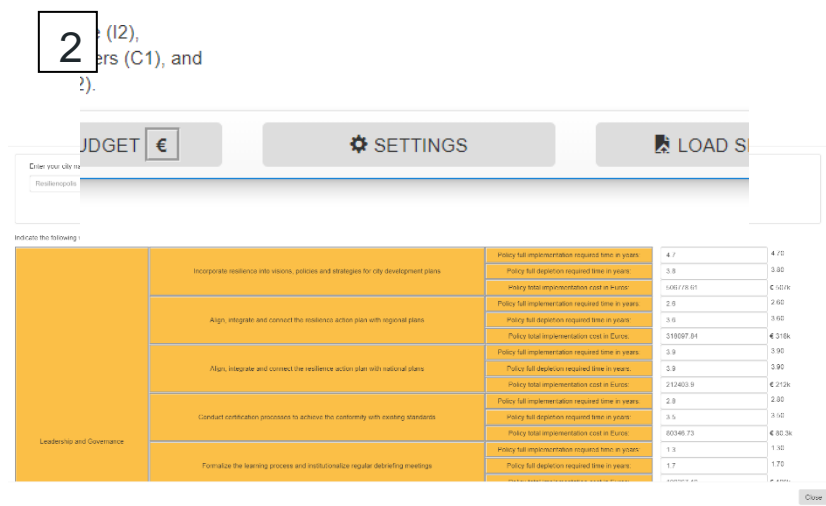 2
(I2),
ers (C1), and
2).
UDGET €
SETTINGS
LOAD S
Enter your city na
Resilienopolis
Indicate the following
Leadership and Governance
Incorporate resilience into visions, policies and strategies for city development plans
Policy full implementation required time in years: 4.7 4.70
Policy full depletion required time in years: 3.8 3.80
Policy total implementation cost in Euros: 506778.61 € 507k
Align, integrate and connect the resilience action plan with regional plans
Policy full implementation required time in years: 2.6 2.60
Policy full depletion required time in years: 3.6 3.60
Policy total implementation cost in Euros: 318097.84 € 318k
Align, integrate and connect the resilience action plan with national plans
Policy full implementation required time in years: 3.9 3.90
Policy full depletion required time in years: 3.9 3.90
Policy total implementation cost in Euros: 212403.9 € 212k
Conduct certification processes to achieve the conformity with existing standards
Policy full implementation required time in years: 2.8 2.80
Policy full depletion required time in years: 3.5 3.50
Policy total implementation cost in Euros: 80346.73 € 80.3k
Formalize the learning process and institutionalize regular debriefing meetings
Policy full implementation required time in years: 1.3 1.30
Policy full depletion required time in years: 1.7 1.70
Close